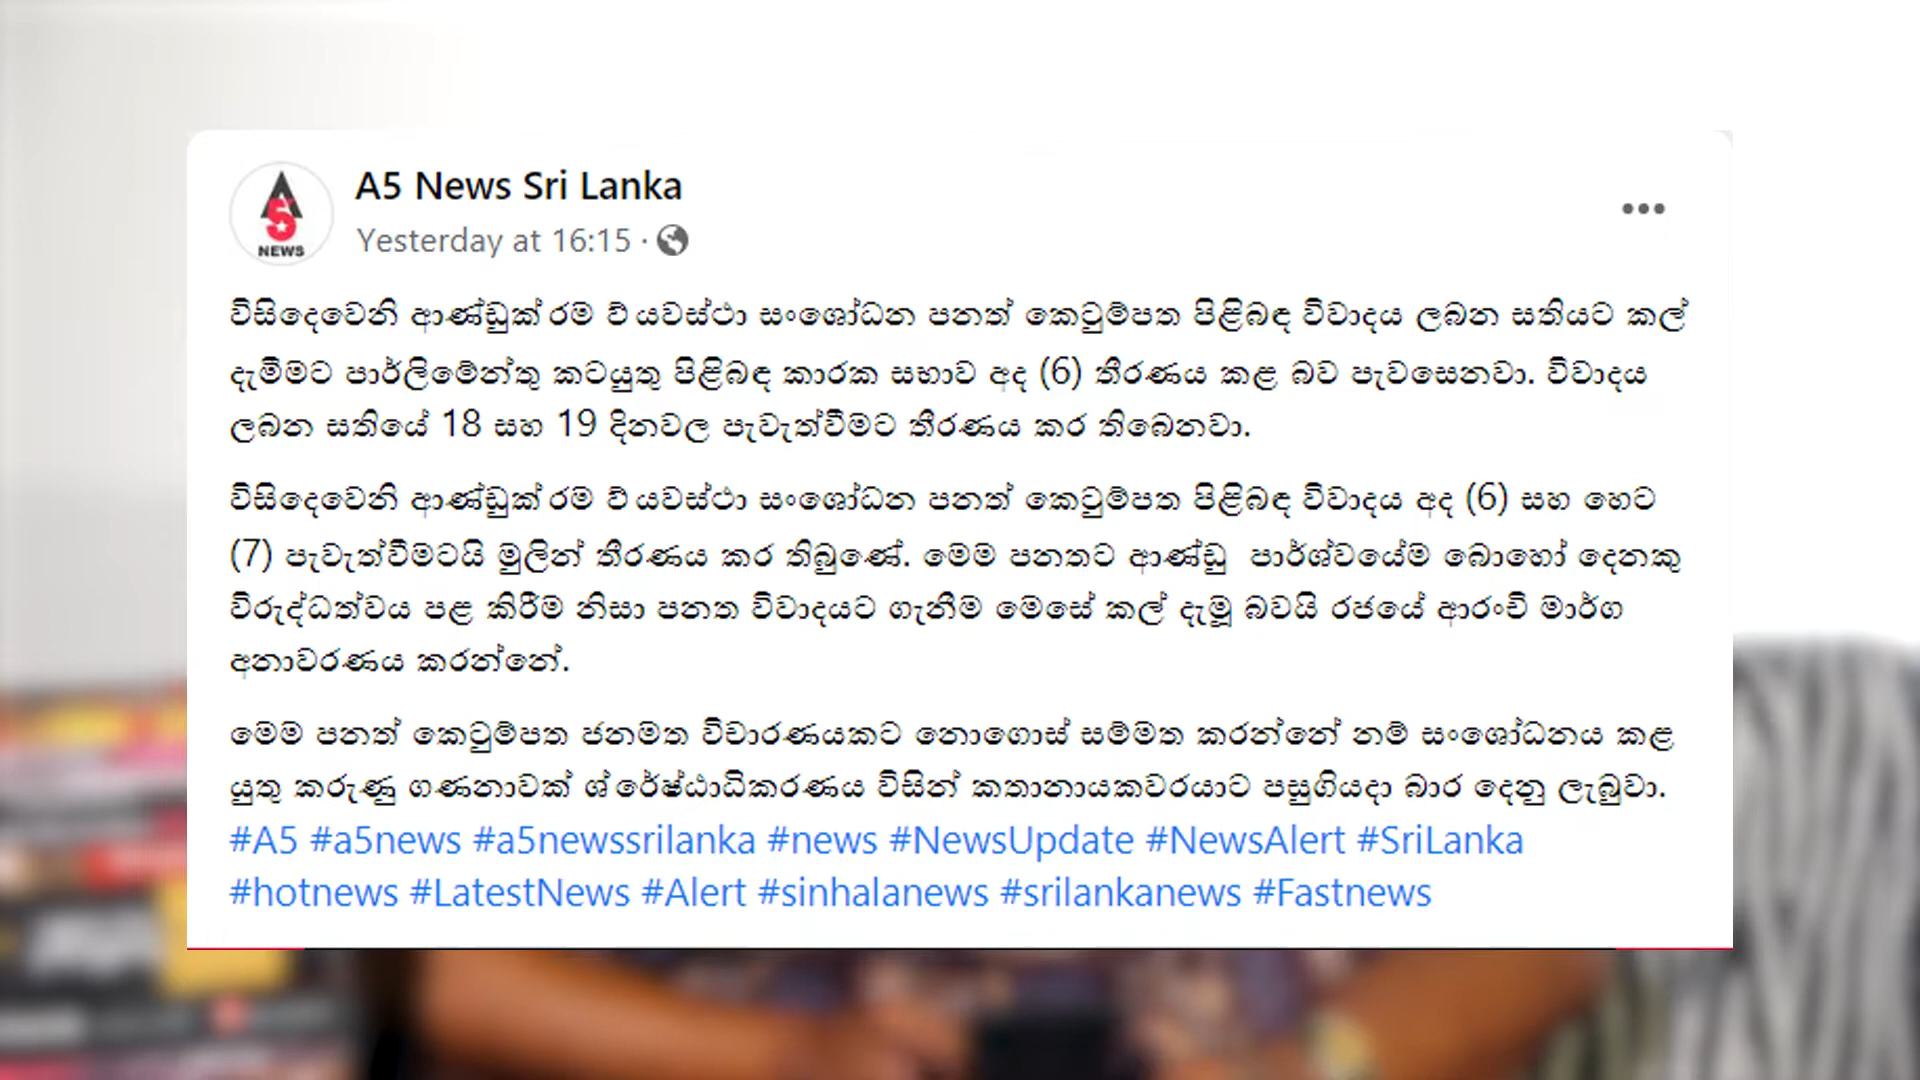 A5 News Sri Lanka
Yesterday at 16:15 ·
A5
NEWS
විසිදෙවෙනි ආණ්ඩුක්‍රම ව්‍යවස්ථා සංශෝධන පනත් කෙටුම්පත පිළිබඳ විවාදය ලබන සතියට කල්
දැමීමට පාර්ලිමේන්තු කටයුතු පිළිබඳ කාරක සභාව අද (6) තීරණය කළ බව පැවසෙනවා. විවාදය
ලබන සතියේ 18 සහ 19 දිනවල පැවැත්වීමට තීරණය කර තිබෙනවා.
විසිදෙවෙනි ආණ්ඩුක්‍රම ව්‍යවස්ථා සංශෝධන පනත් කෙටුම්පත පිළිබඳ විවාදය අද (6) සහ හෙට
(7) පැවැත්වීමටයි මුලින් තීරණය කර තිබුණේ. මෙම පනතට ආණ්ඩු පාර්ශ්වයේම බොහෝ දෙනකු
විරුද්ධත්වය පළ කිරීම නිසා පනත විවාදයට ගැනීම මෙසේ කල් දැමූ බවයි රජයේ ආරංචි මාර්ග
අනාවරණය කරන්නේ.
මෙම පනත් කෙටුම්පත ජනමත විචාරණයකට නොගොස් සම්මත කරන්නේ නම් සංශෝධනය කළ
යුතු කරුණු ගණනාවක් ශ්‍රේෂ්ඨාධිකරණය විසින් කතානායකවරයාට පසුගියදා බාර දෙනු ලැබුවා.
#A5 #a5news #a5newssrilanka #news #NewsUpdate #NewsAlert #SriLanka
#hotnews #LatestNews #Alert #sinhalanews #srilankanews #Fastnews